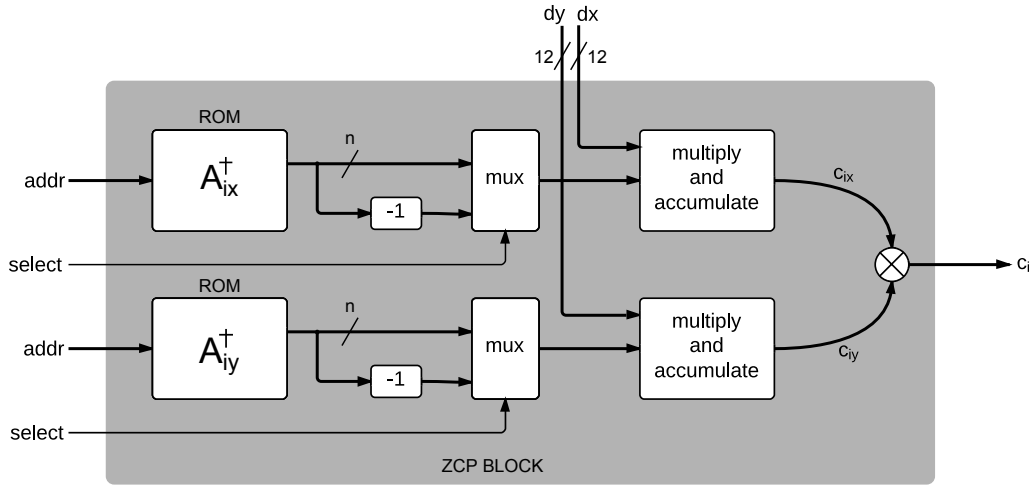 dy dx
12 12
ROM
n
A†ix
mux
multiply
and
accumulate
cix
addr
-1
select
ci
ROM
n
A†iy
mux
multiply
and
accumulate
ciy
addr
-1
select
ZCP BLOCK